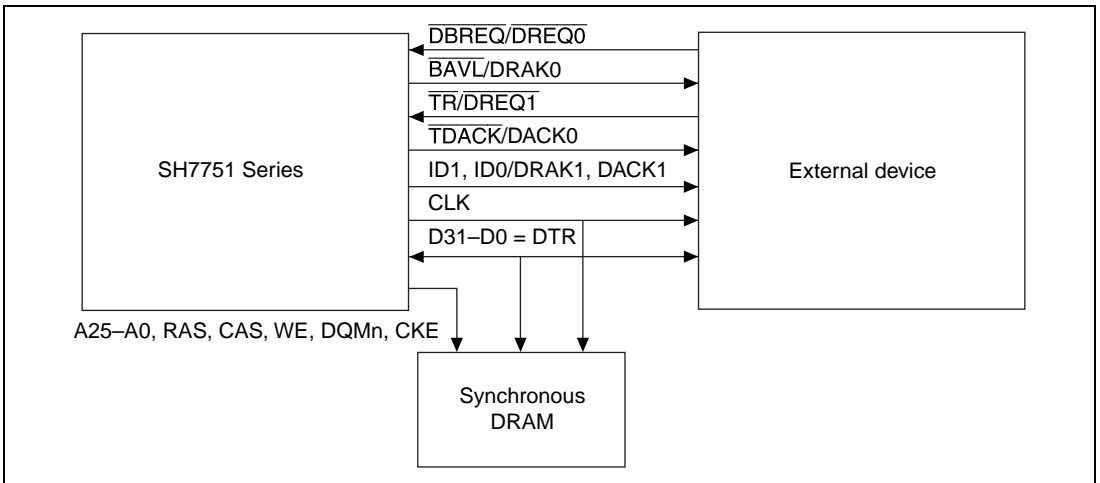 DBREQ/DREQ0
BAVL/DRAK0
TR/DREQ1
TDACK/DACK0
SH7751 Series
ID1, ID0/DRAK1, DACK1
External device
CLK
D31–D0 = DTR
A25–A0, RAS, CAS, WE, DQMn, CKE
Synchronous
DRAM